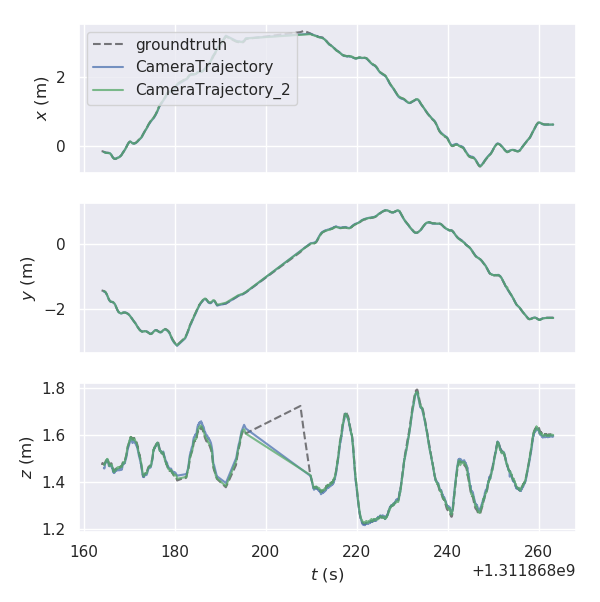 groundtruth
CameraTrajectory
CameraTrajectory_2
x (m)
2
0
y (m)
0
−2
z (m)
1.8
1.6
1.4
1.2
160 180 200 220 240 260
t (s)
+1.311868e9